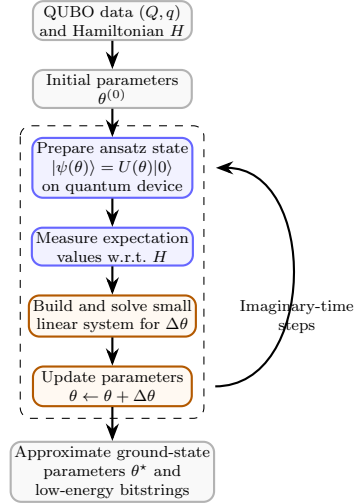 QUBO data (Q, q)
and Hamiltonian H
Initial parameters
θ⁽⁰⁾
Prepare ansatz state
|ψ(θ)⟩ = U(θ)|0⟩
on quantum device
Measure expectation
values w.r.t. H
Build and solve small
linear system for Δθ
Imaginary-time
steps
Update parameters
θ ← θ + Δθ
Approximate ground-state
parameters θ⋆ and
low-energy bitstrings